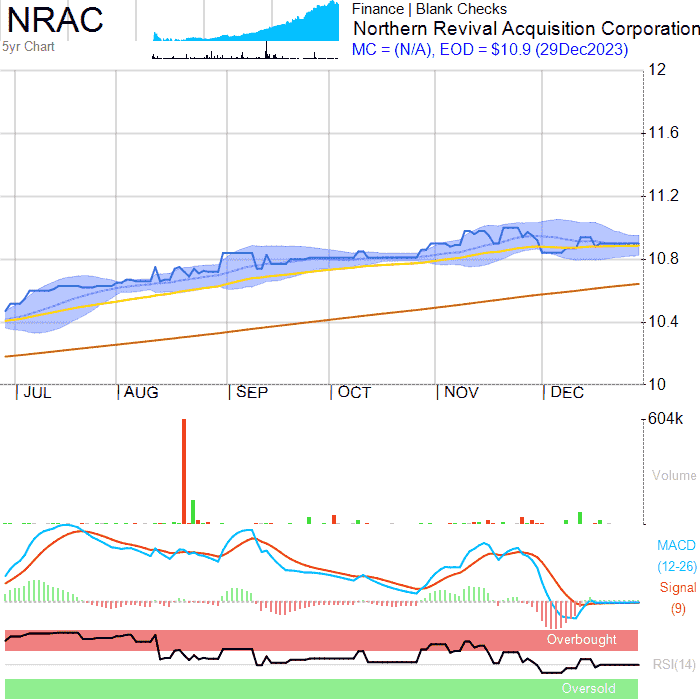 NRAC
5yr Chart
Finance | Blank Checks
Northern Revival Acquisition Corporation
MC = (N/A), EOD = $10.9 (29Dec2023)
12
11.6
11.2
10.8
10.4
10
JUL AUG SEP OCT NOV DEC
604k
Volume
MACD
(12-26)
Signal
(9)
Overbought
RSI(14)
Oversold